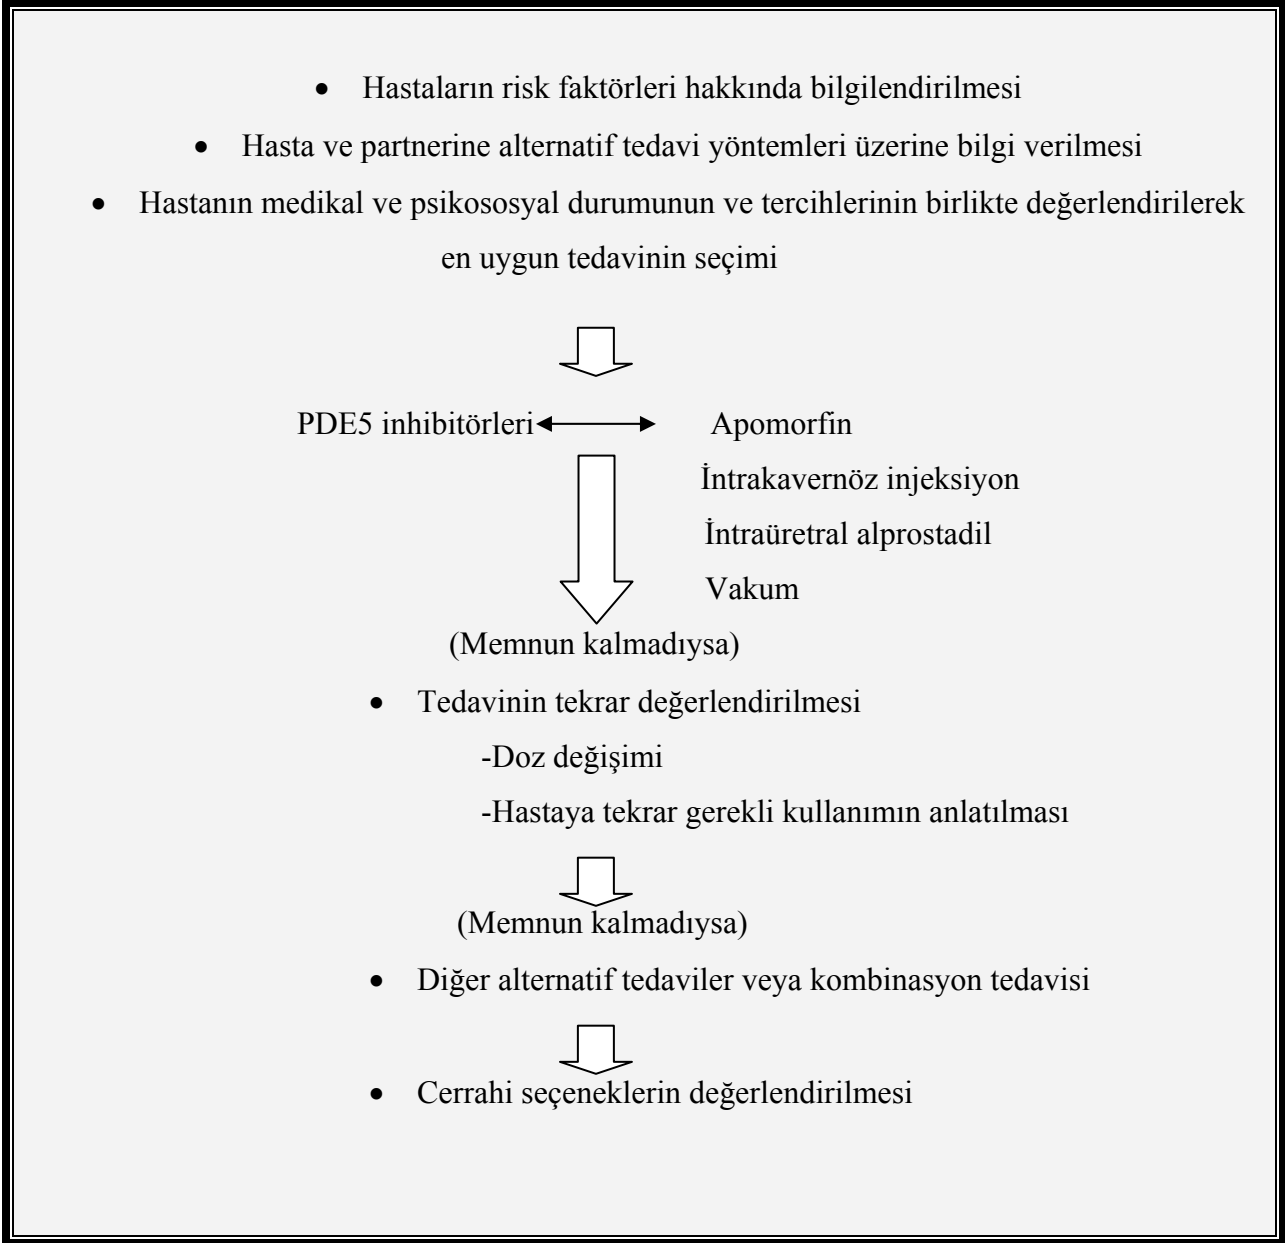 • Hastaların risk faktörleri hakkında bilgilendirilmesi
• Hasta ve partnerine alternatif tedavi yöntemleri üzerine bilgi verilmesi
• Hastanın medikal ve psikososyal durumunun ve tercihlerinin birlikte değerlendirilerek
en uygun tedavinin seçimi
PDE5 inhibitörleri Apomorfin
İntrakavernöz injeksiyon
İntraüretral alprostadil
Vakum
(Memnun kalmadıysa)
• Tedavinin tekrar değerlendirilmesi
-Doz değişimi
-Hastaya tekrar gerekli kullanımın anlatılması
(Memnun kalmadıysa)
• Diğer alternatif tedaviler veya kombinasyon tedavisi
• Cerrahi seçeneklerin değerlendirilmesi